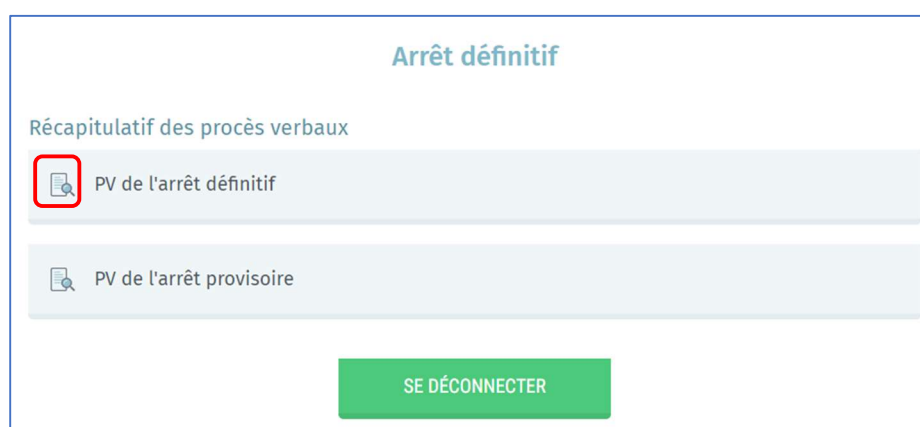 Arrêt définitif
Récapitulatif des procès verbaux
PV de l'arrêt définitif
PV de l'arrêt provisoire
SE DÉCONNECTER